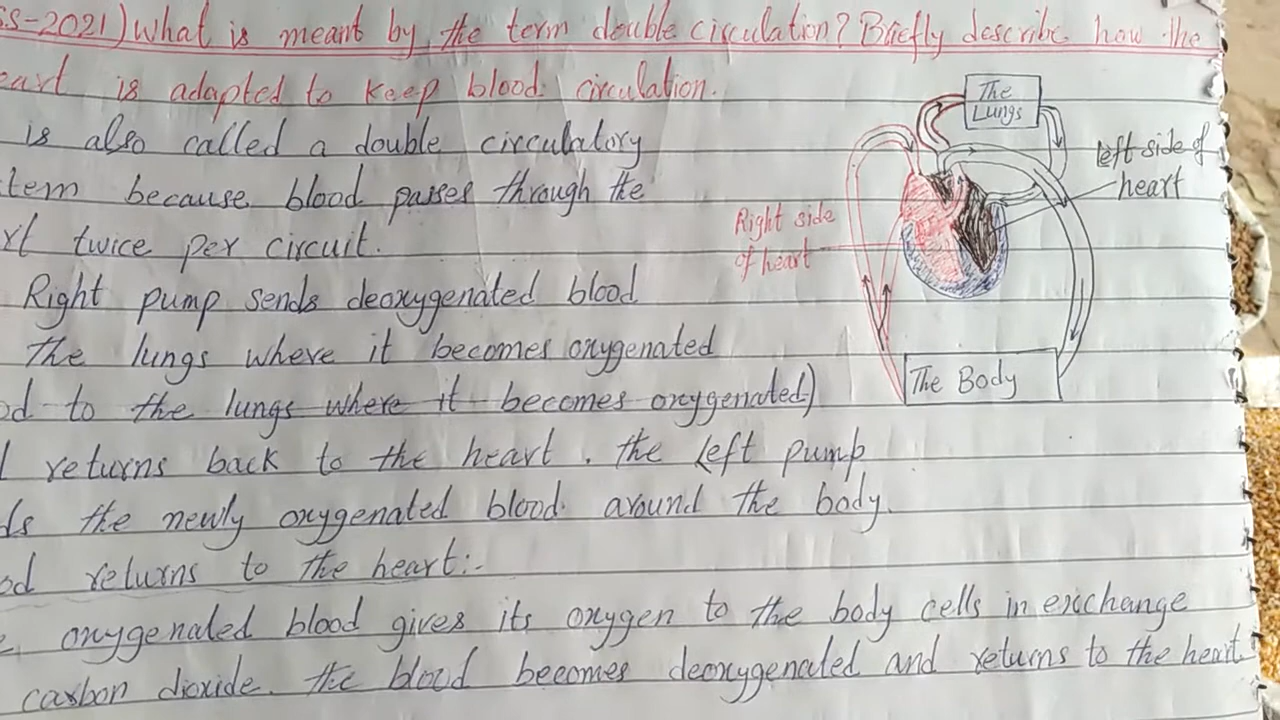 SS-2021) What is meant by the term double circulation? Briefly describe how the
eart is adapted to keep blood circulation.
is also called a double circulatory
tem because blood passes through the
rt twice per circuit.
Right pump sends deoxygenated blood
the lungs where it becomes oxygenated
od to the lungs where it becomes oxygenated)
returns back to the heart. the left pump
ds the newly oxygenated blood around the body.
od returns to the heart:-
oxygenated blood gives its oxygen to the body cells in exchange
carbon dioxide. the blood becomes deoxygenated and returns to the heart
The
Lungs
left side of
heart
Right side
of heart
The Body